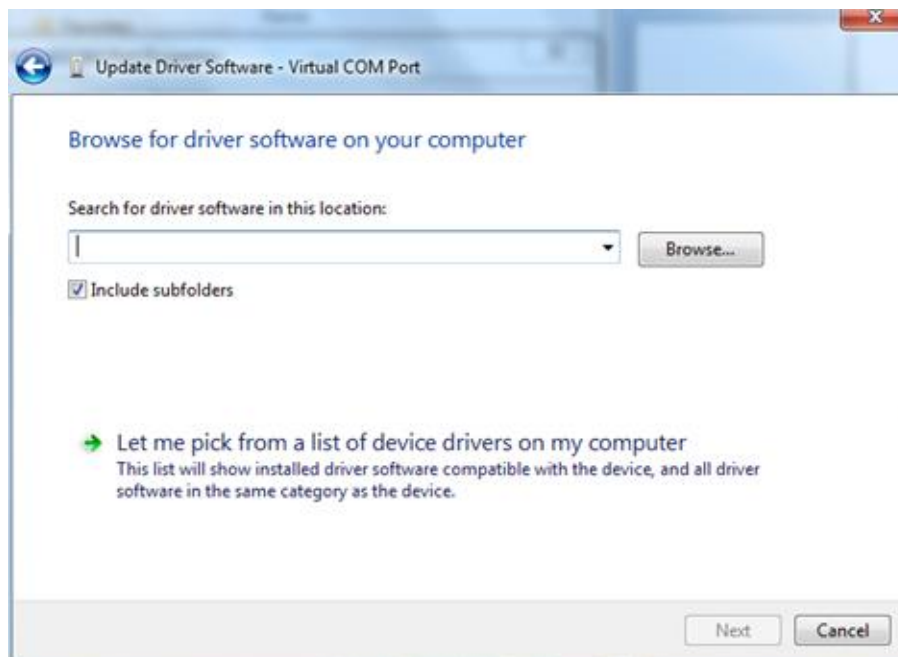 Update Driver Software - Virtual COM Port
Browse for driver software on your computer
Search for driver software in this location:
Browse...
Include subfolders
Let me pick from a list of device drivers on my computer
This list will show installed driver software compatible with the device, and all driver
software in the same category as the device.
Next
Cancel